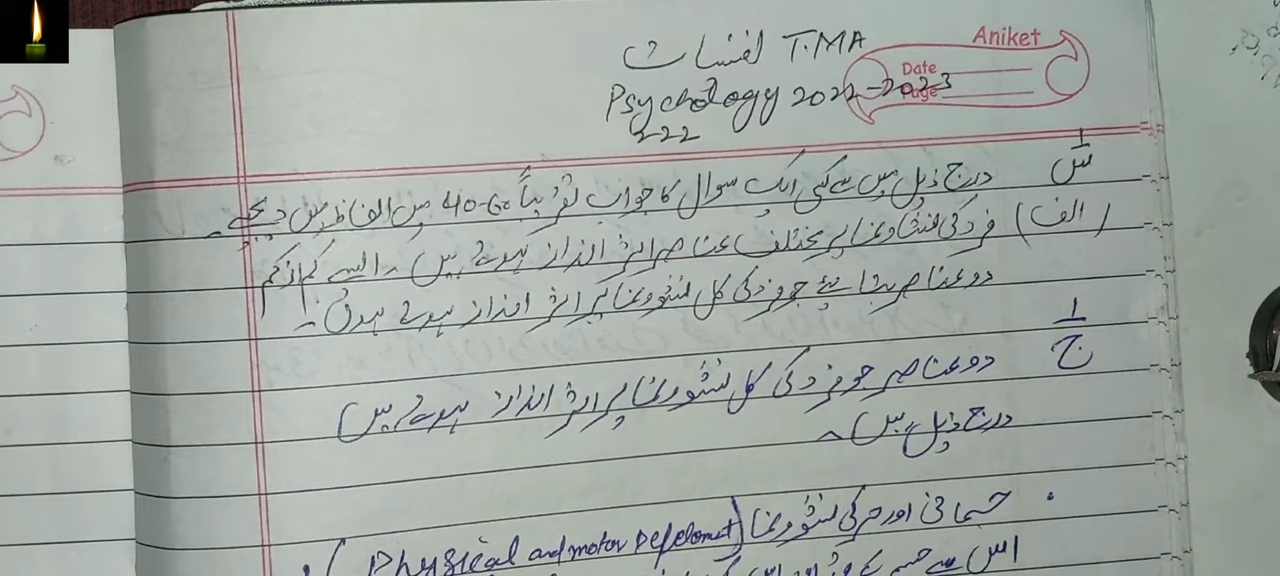 Aniket
نفسیات T.M.A
Date
Page
Psychology 2022-2023
222
س 1 درج ذیل میں سے کسی ایک سوال کا جواب تقریباً 40-60 میں الفاظ میں دیجئے۔
(الف) فرد کی نشوونما پر مختلف عناصر اثر انداز ہوتے ہیں۔ ایسے کم از کم
دو عناصر بتائیے جو فرد کی کل نشوونما پر اثر انداز ہوتے ہوں۔
ج 1 دو عناصر جو فرد کی کل نشوونما پر اثر انداز ہوتے ہیں
درج ذیل ہیں۔
جسمانی اور حرکی نشوونما (Physical and motor Deplomet)
اس سے جسم کے